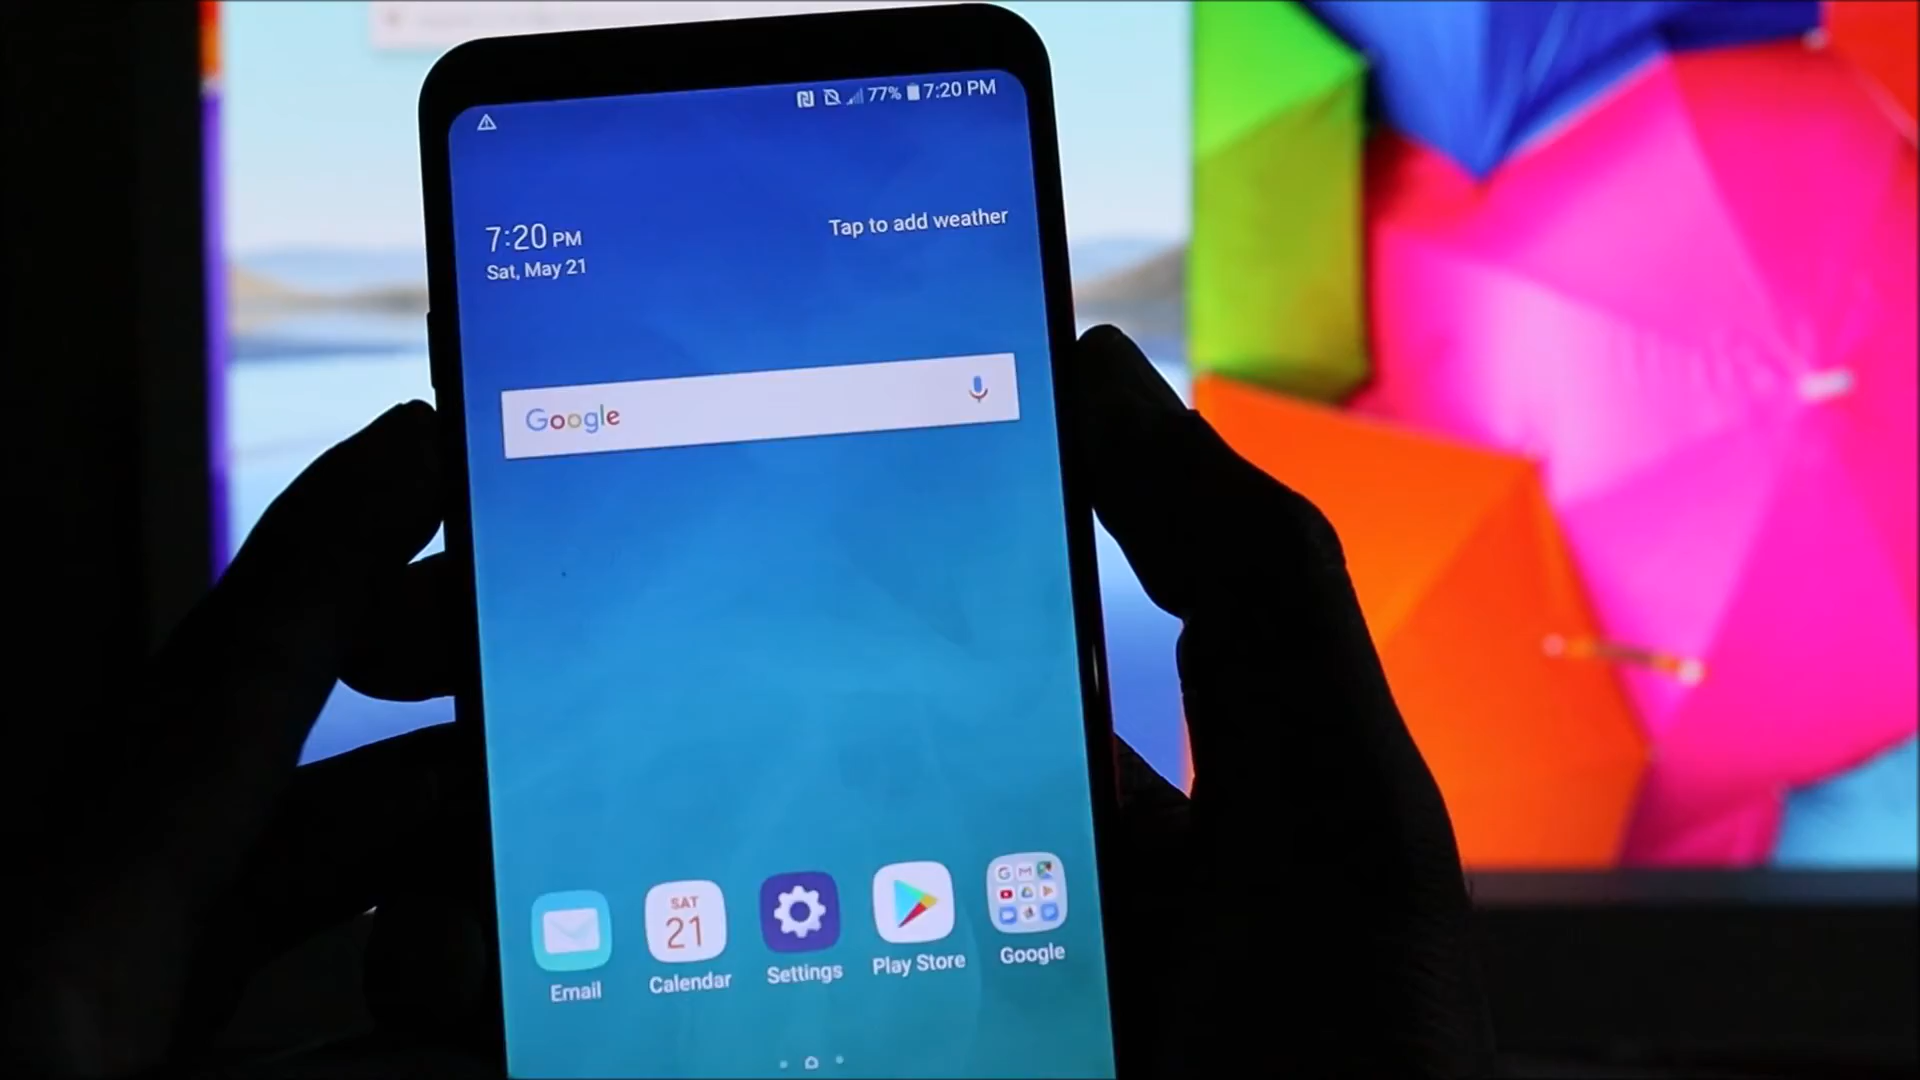 77% 7:20 PM
7:20 PM
Sat, May 21
Tap to add weather
Google
SAT
21
Email
Calendar
Settings
Play Store
Google